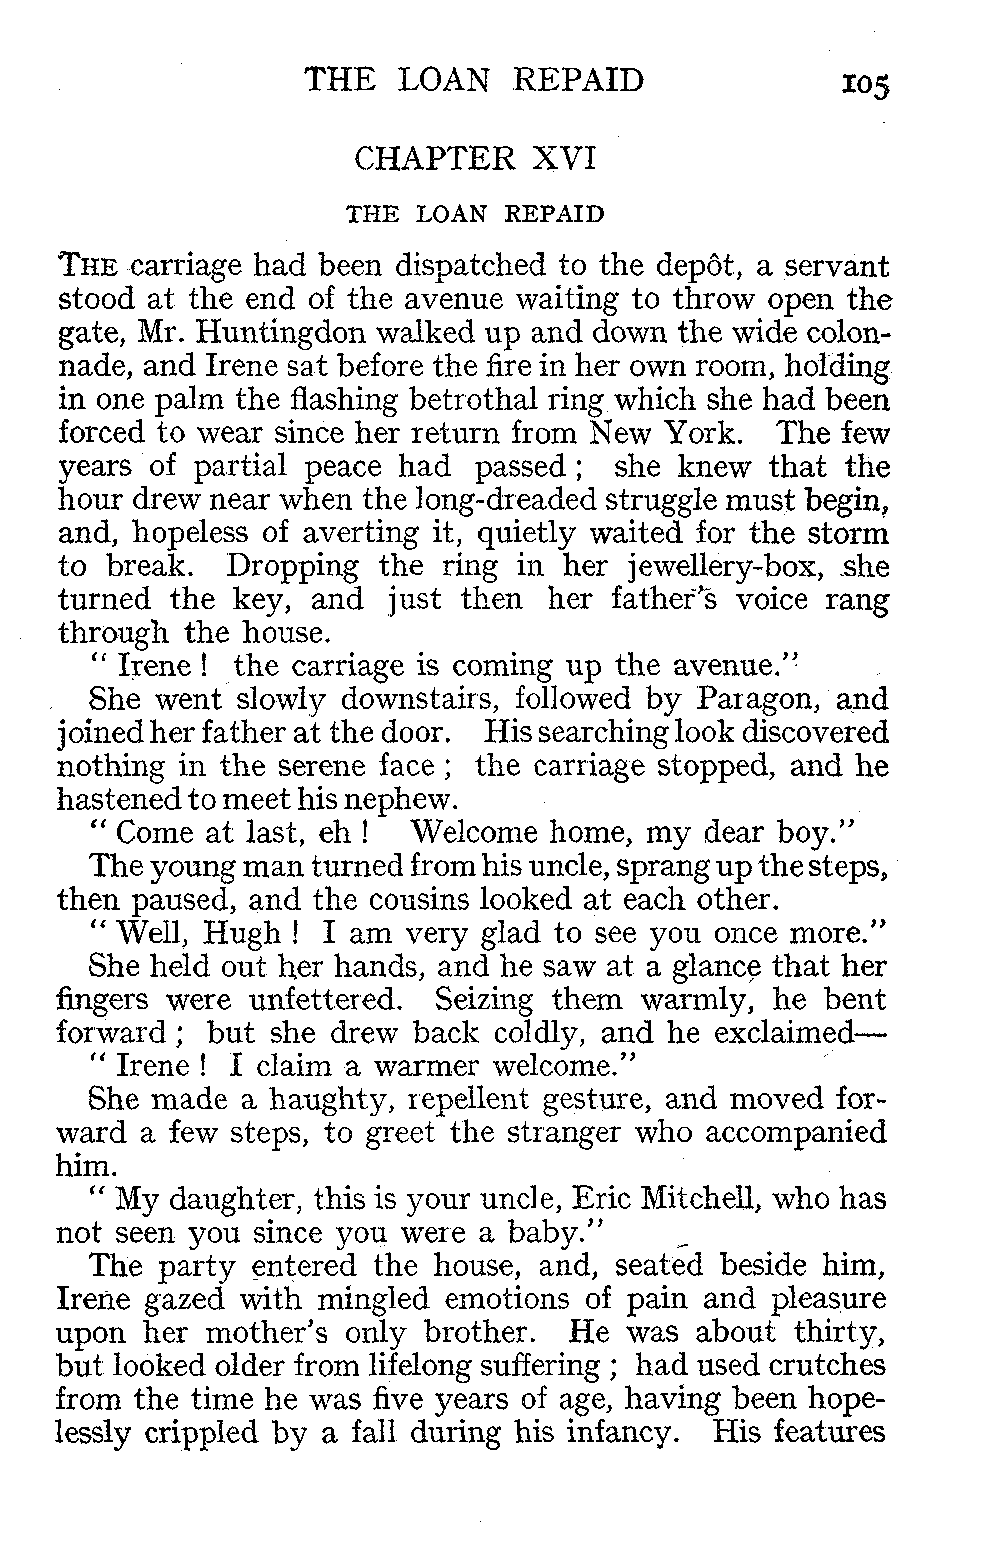 THE LOAN REPAID 105
CHAPTER XVI
THE LOAN REPAID
THE carriage had been dispatched to the depôt, a servant
stood at the end of the avenue waiting to throw open the
gate, Mr. Huntingdon walked up and down the wide colon-
nade, and Irene sat before the fire in her own room, holding
in one palm the flashing betrothal ring which she had been
forced to wear since her return from New York. The few
years of partial peace had passed ; she knew that the
hour drew near when the long-dreaded struggle must begin,
and, hopeless of averting it, quietly waited for the storm
to break. Dropping the ring in her jewellery-box, she
turned the key, and just then her father's voice rang
through the house.
“ Irene ! the carriage is coming up the avenue.”
She went slowly downstairs, followed by Paragon, and
joined her father at the door. His searching look discovered
nothing in the serene face ; the carriage stopped, and he
hastened to meet his nephew.
“ Come at last, eh ! Welcome home, my dear boy.”
The young man turned from his uncle, sprang up the steps,
then paused, and the cousins looked at each other.
“ Well, Hugh ! I am very glad to see you once more.”
She held out her hands, and he saw at a glance that her
fingers were unfettered. Seizing them warmly, he bent
forward ; but she drew back coldly, and he exclaimed—
“ Irene ! I claim a warmer welcome.”
She made a haughty, repellent gesture, and moved for-
ward a few steps, to greet the stranger who accompanied
him.
“ My daughter, this is your uncle, Eric Mitchell, who has
not seen you since you were a baby.”
The party entered the house, and, seated beside him,
Irene gazed with mingled emotions of pain and pleasure
upon her mother's only brother. He was about thirty,
but looked older from lifelong suffering ; had used crutches
from the time he was five years of age, having been hope-
lessly crippled by a fall during his infancy. His features